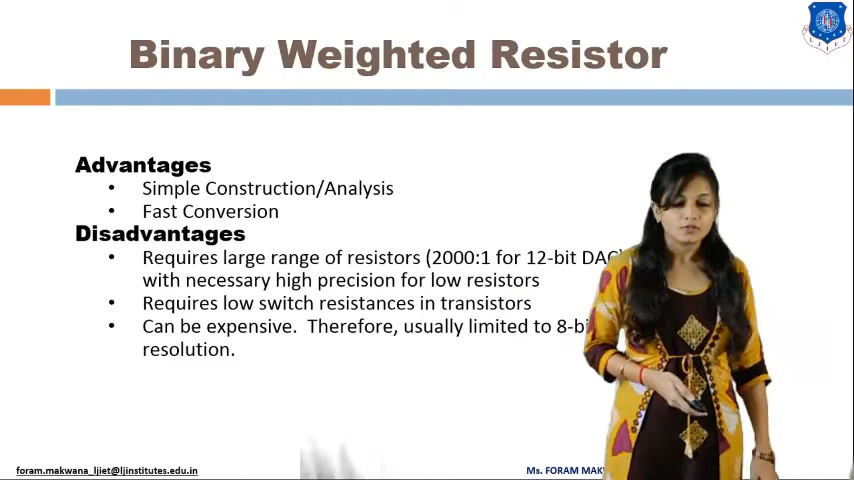 Binary Weighted Resistor
Advantages
• Simple Construction/Analysis
• Fast Conversion
Disadvantages
• Requires large range of resistors (2000:1 for 12-bit DAC)
with necessary high precision for low resistors
• Requires low switch resistances in transistors
• Can be expensive. Therefore, usually limited to 8-bi
resolution.
foram.makwana_ljiet@ljinstitutes.edu.in
Ms. FORAM MAK